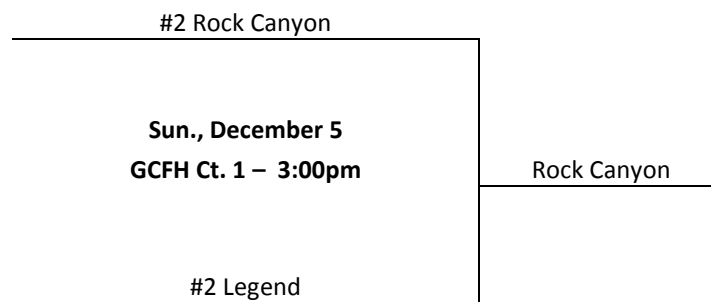 #2 Rock Canyon
Sun., December 5
GCFH Ct. 1 – 3:00pm
Rock Canyon
#2 Legend